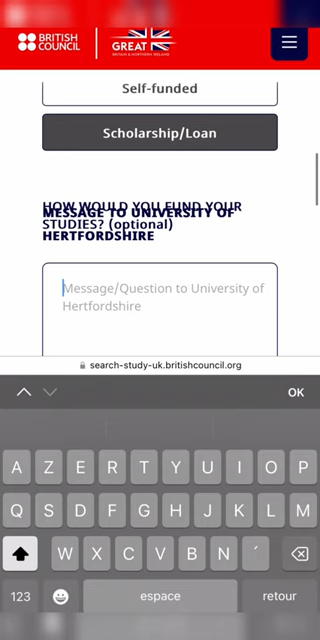 BRITISH
COUNCIL
GREAT
BRITAIN & NORTHERN IRELAND
Self-funded
Scholarship/Loan
HOW WOULD YOU FUND YOUR
STUDIES? (optional)
MESSAGE TO UNIVERSITY OF
HERTFORDSHIRE
Message/Question to University of
Hertfordshire
search-study-uk.britishcouncil.org
OK
A Z E R T Y U I O P
Q S D F G H J K L M
W X C V B N ´
123 espace retour